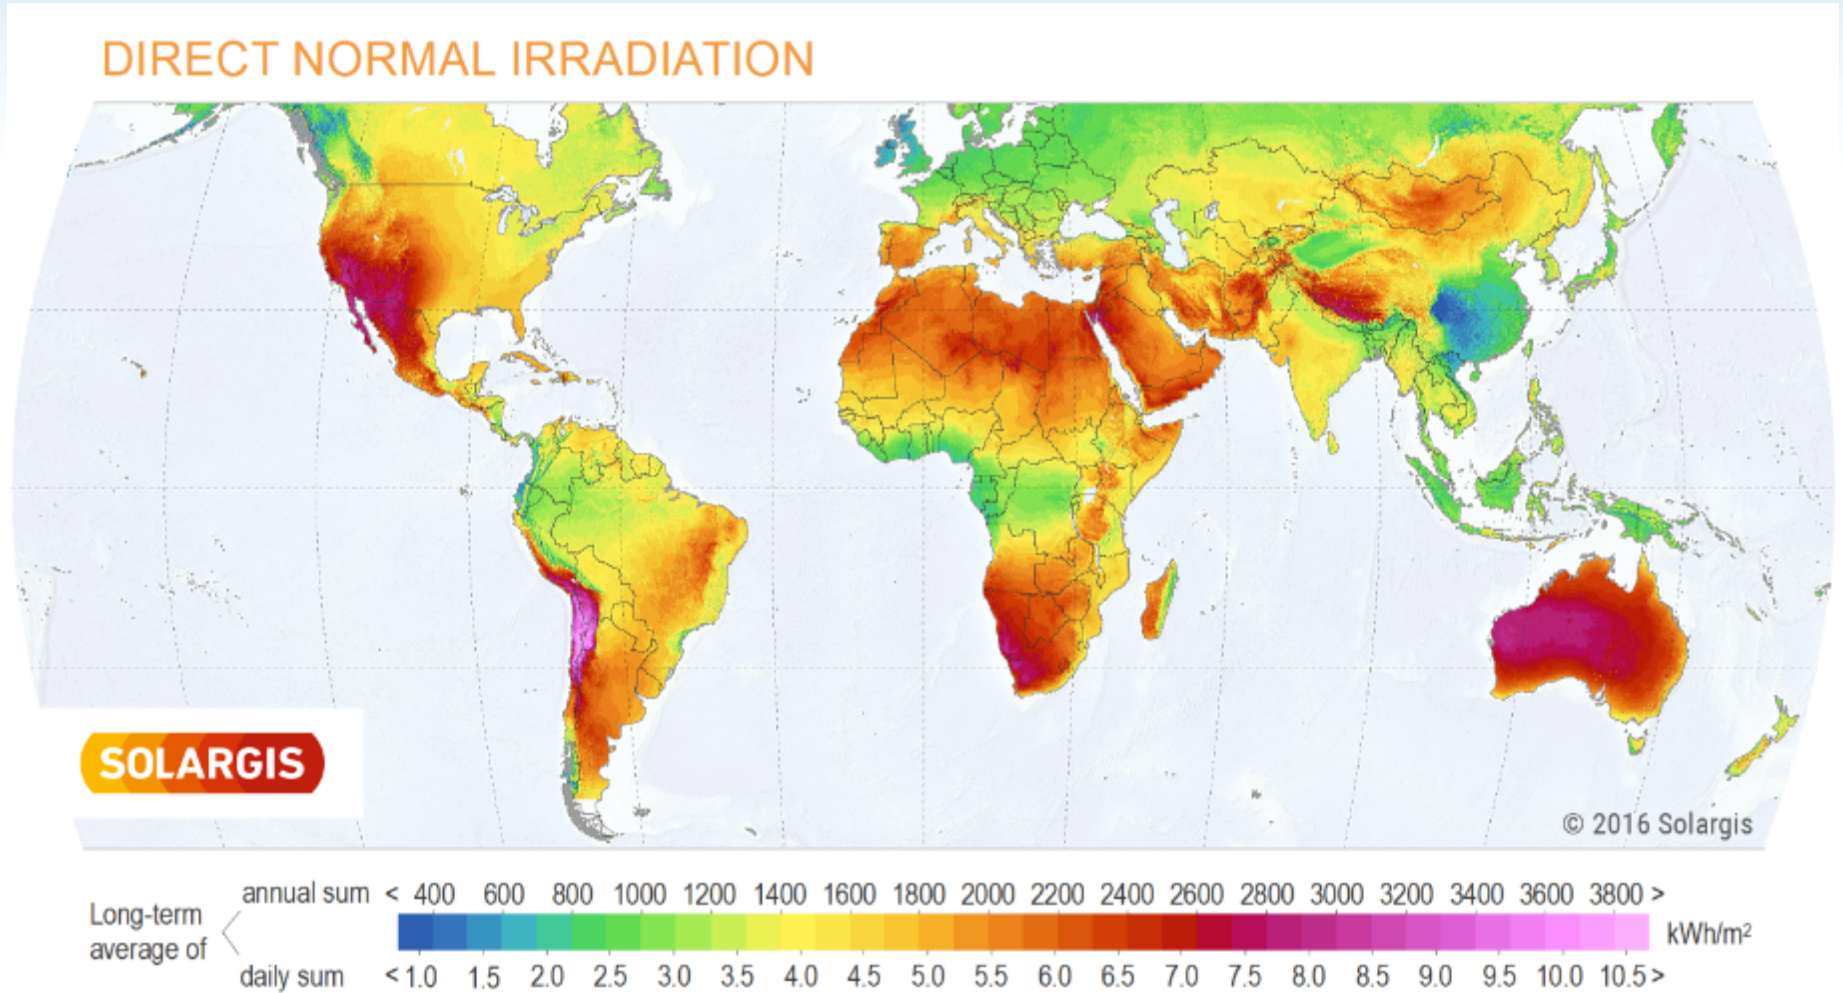 DIRECT NORMAL IRRADIATION
SOLARGIS
© 2016 Solargis
Long-term
average of
annual sum < 400 600 800 1000 1200 1400 1600 1800 2000 2200 2400 2600 2800 3000 3200 3400 3600 3800 >
kWh/m²
daily sum < 1.0 1.5 2.0 2.5 3.0 3.5 4.0 4.5 5.0 5.5 6.0 6.5 7.0 7.5 8.0 8.5 9.0 9.5 10.0 10.5 >